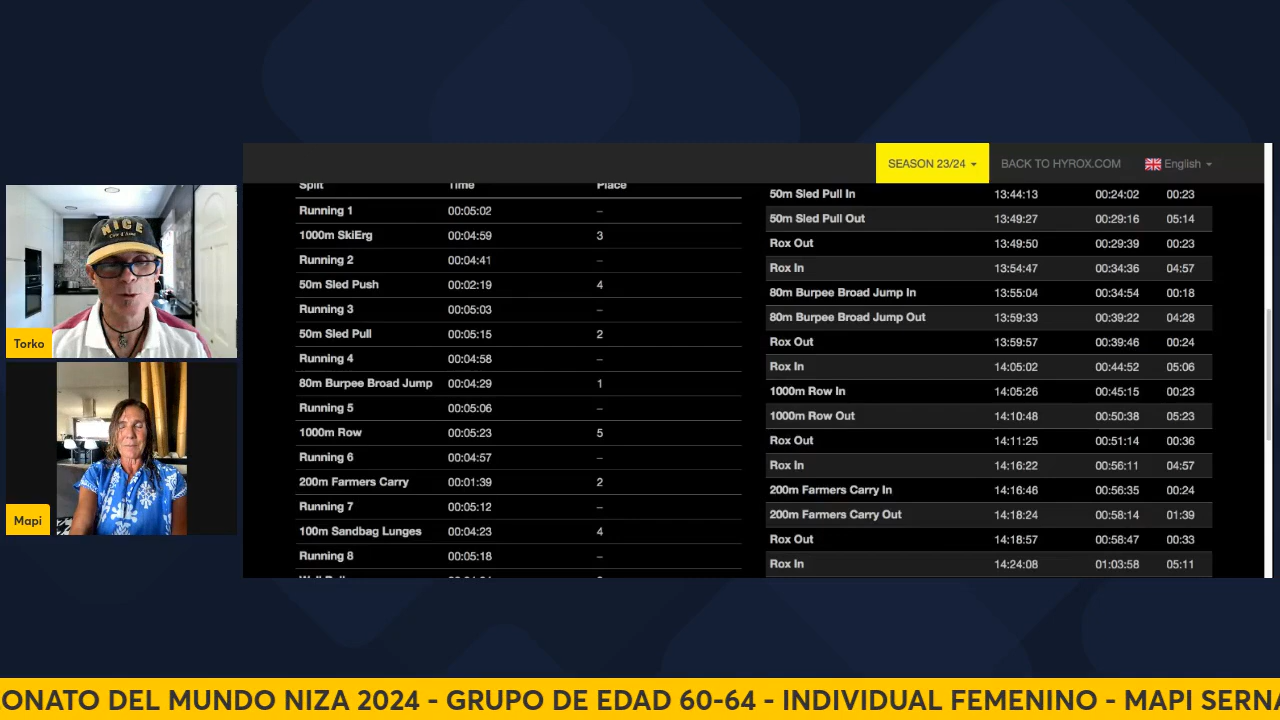 SEASON 23/24
BACK TO HYROX.COM
English
Split Time Place
Running 1 00:05:02 –
1000m SkiErg 00:04:59 3
Running 2 00:04:41 –
50m Sled Push 00:02:19 4
Running 3 00:05:03 –
50m Sled Pull 00:05:15 2
Running 4 00:04:58 –
80m Burpee Broad Jump 00:04:29 1
Running 5 00:05:06 –
1000m Row 00:05:23 5
Running 6 00:04:57 –
200m Farmers Carry 00:01:39 2
Running 7 00:05:12 –
100m Sandbag Lunges 00:04:23 4
Running 8 00:05:18 –
50m Sled Pull In 13:44:13 00:24:02 00:23
50m Sled Pull Out 13:49:27 00:29:16 05:14
Rox Out 13:49:50 00:29:39 00:23
Rox In 13:54:47 00:34:36 04:57
80m Burpee Broad Jump In 13:55:04 00:34:54 00:18
80m Burpee Broad Jump Out 13:59:33 00:39:22 04:28
Rox Out 13:59:57 00:39:46 00:24
Rox In 14:05:02 00:44:52 05:06
1000m Row In 14:05:26 00:45:15 00:23
1000m Row Out 14:10:48 00:50:38 05:23
Rox Out 14:11:25 00:51:14 00:36
Rox In 14:16:22 00:56:11 04:57
200m Farmers Carry In 14:16:46 00:56:35 00:24
200m Farmers Carry Out 14:18:24 00:58:14 01:39
Rox Out 14:18:57 00:58:47 00:33
Rox In 14:24:08 01:03:58 05:11
NICE
Torko
Mapi
ONATO DEL MUNDO NIZA 2024 - GRUPO DE EDAD 60-64 - INDIVIDUAL FEMENINO - MAPI SERNA